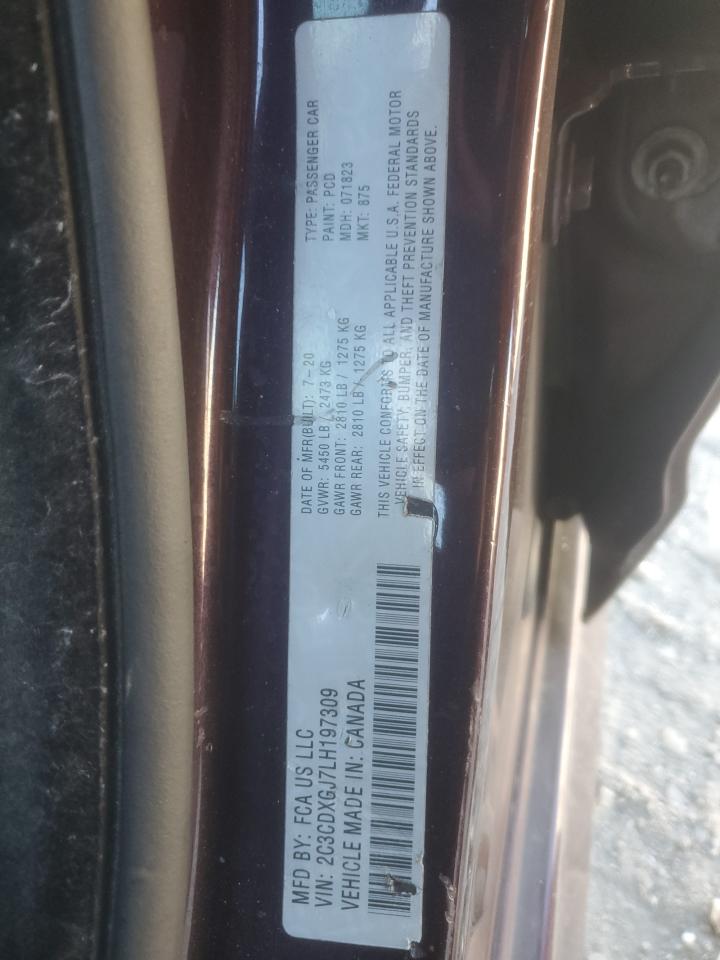 MFD BY: FCA US LLC
VIN: 2C3CDXGJ7LH197309
VEHICLE MADE IN: CANADA
DATE OF MFR(BUILT): 7-20
GVWR: 5450 LB / 2473 KG
GAWR FRONT: 2810 LB / 1275 KG
GAWR REAR: 2810 LB / 1275 KG
TYPE: PASSENGER CAR
PAINT: PCD
MDH: 071823
MKT: 875
THIS VEHICLE CONFORMS TO ALL APPLICABLE U.S.A. FEDERAL MOTOR
VEHICLE SAFETY, BUMPER, AND THEFT PREVENTION STANDARDS
IN EFFECT ON THE DATE OF MANUFACTURE SHOWN ABOVE.